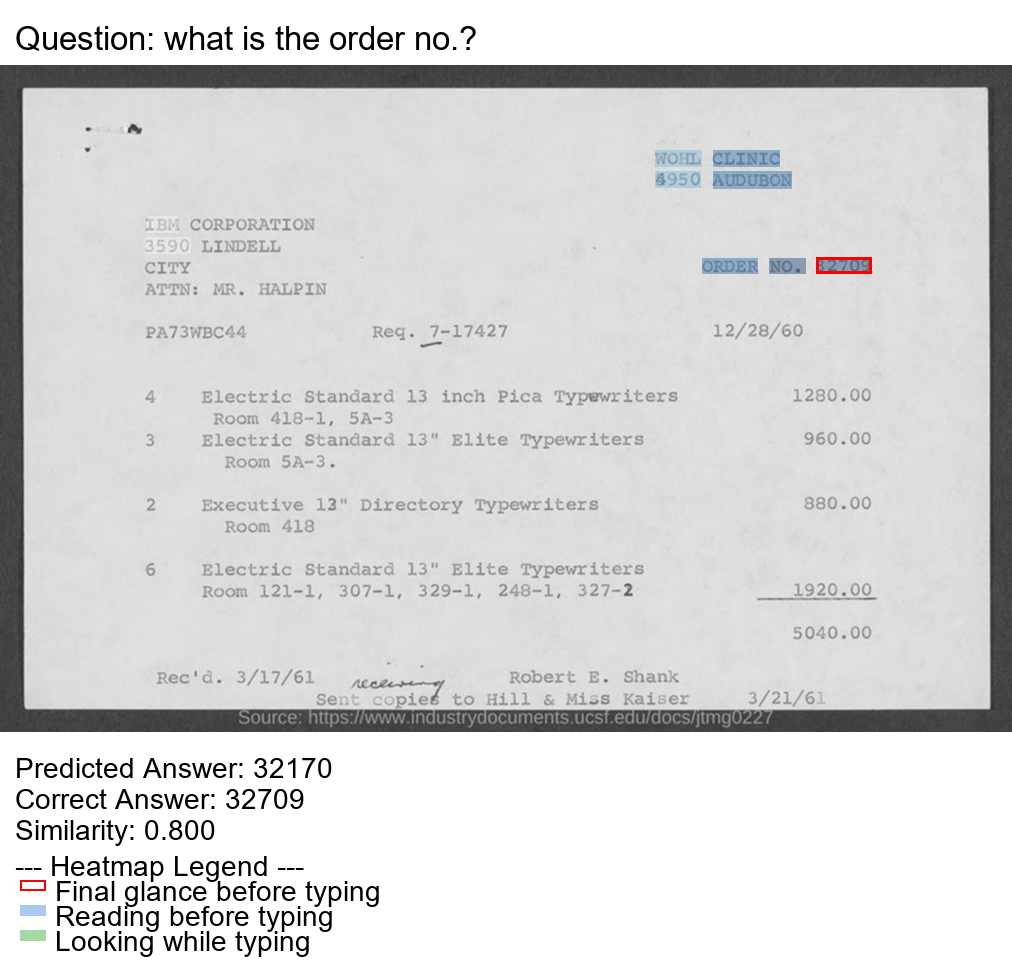 Question: what is the order no.?
WOHL CLINIC
4950 AUDUBON
IBM CORPORATION
3590 LINDELL
CITY
ATTN: MR. HALPIN
ORDER NO. 32709
PA73WBC44 Req. 7-17427 12/28/60
4 Electric Standard 13 inch Pica Typewriters 1280.00
Room 418-1, 5A-3
3 Electric Standard 13" Elite Typewriters 960.00
Room 5A-3.
2 Executive 13" Directory Typewriters 880.00
Room 418
6 Electric Standard 13" Elite Typewriters
Room 121-1, 307-1, 329-1, 248-1, 327-2 1920.00
5040.00
Rec'd. 3/17/61 receiving Robert E. Shank
Sent copies to Hill & Miss Kaiser 3/21/61
Source: https://www.industrydocuments.ucsf.edu/docs/jtmg0227
Predicted Answer: 32170
Correct Answer: 32709
Similarity: 0.800
--- Heatmap Legend ---
Final glance before typing
Reading before typing
Looking while typing